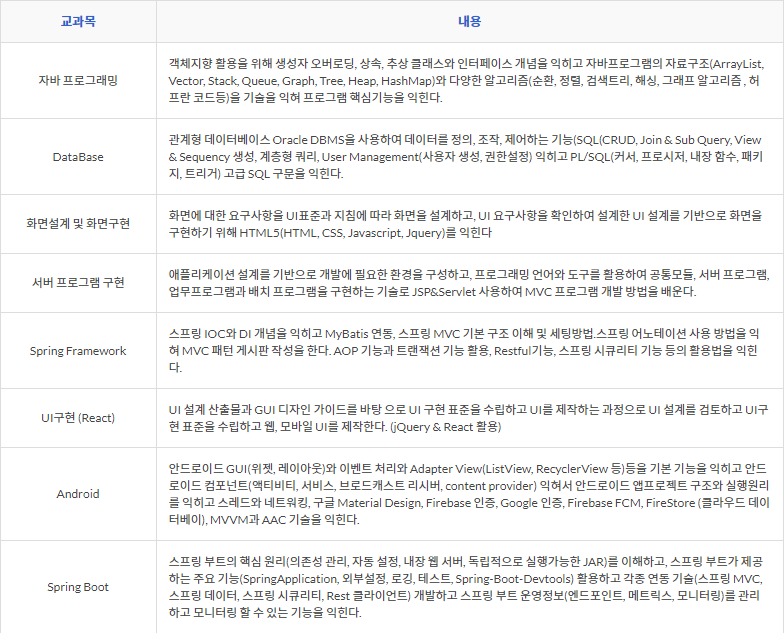 교과목
내용
자바 프로그래밍
객체지향 활용을 위해 생성자 오버로딩, 상속, 추상 클래스와 인터페이스 개념을 익히고 자바프로그램의 자료구조(ArrayList,
Vector, Stack, Queue, Graph, Tree, Heap, HashMap)와 다양한 알고리즘(순환, 정렬, 검색트리, 해싱, 그래프 알고리즘 , 허
프란 코드등)을 기술을 익혀 프로그램 핵심기능을 익힌다.
DataBase
관계형 데이터베이스 Oracle DBMS을 사용하여 데이터를 정의, 조작, 제어하는 기능(SQL(CRUD, Join & Sub Query, View
& Sequency 생성, 계층형 쿼리, User Management(사용자 생성, 권한설정) 익히고 PL/SQL(커서, 프로시저, 내장 함수, 패키
지, 트리거) 고급 SQL 구문을 익힌다.
화면설계 및 화면구현
화면에 대한 요구사항을 UI표준과 지침에 따라 화면을 설계하고, UI 요구사항을 확인하여 설계한 UI 설계를 기반으로 화면을
구현하기 위해 HTML5(HTML, CSS, Javascript, Jquery)를 익힌다
서버 프로그램 구현
애플리케이션 설계를 기반으로 개발에 필요한 환경을 구성하고, 프로그래밍 언어와 도구를 활용하여 공통모듈, 서버 프로그램,
업무프로그램과 배치 프로그램을 구현하는 기술로 JSP&Servlet 사용하여 MVC 프로그램 개발 방법을 배운다.
Spring Framework
스프링 IOC와 DI 개념을 익히고 MyBatis 연동, 스프링 MVC 기본 구조 이해 및 세팅방법.스프링 어노테이션 사용 방법을 익
혀 MVC 패턴 게시판 작성을 한다. AOP 기능과 트랜잭션 기능 활용, Restful기능, 스프링 시큐리티 기능 등의 활용법을 익힌
다.
UI구현 (React)
UI 설계 산출물과 GUI 디자인 가이드를 바탕 으로 UI 구현 표준을 수립하고 UI를 제작하는 과정으로 UI 설계를 검토하고 UI구
현 표준을 수립하고 웹, 모바일 UI를 제작한다. (jQuery & React 활용)
Android
안드로이드 GUI(위젯, 레이아웃)와 이벤트 처리와 Adapter View(ListView, RecyclerView 등)등을 기본 기능을 익히고 안드
로이드 컴포넌트(액티비티, 서비스, 브로드캐스트 리시버, content provider) 익혀서 안드로이드 앱프로젝트 구조와 실행원리
를 익히고 스레드와 네트워킹, 구글 Material Design, Firebase 인증, Google 인증, Firebase FCM, FireStore (클라우드 데이
터베이), MVVM과 AAC 기술을 익힌다.
Spring Boot
스프링 부트의 핵심 원리(의존성 관리, 자동 설정, 내장 웹 서버, 독립적으로 실행가능한 JAR)를 이해하고, 스프링 부트가 제공
하는 주요 기능(SpringApplication, 외부설정, 로깅, 테스트, Spring-Boot-Devtools) 활용하고 각종 연동 기술(스프링 MVC,
스프링 데이터, 스프링 시큐리티, Rest 클라이언트) 개발하고 스프링 부트 운영정보(엔드포인트, 메트릭스, 모니터링)를 관리
하고 모니터링 할 수 있는 기능을 익힌다.